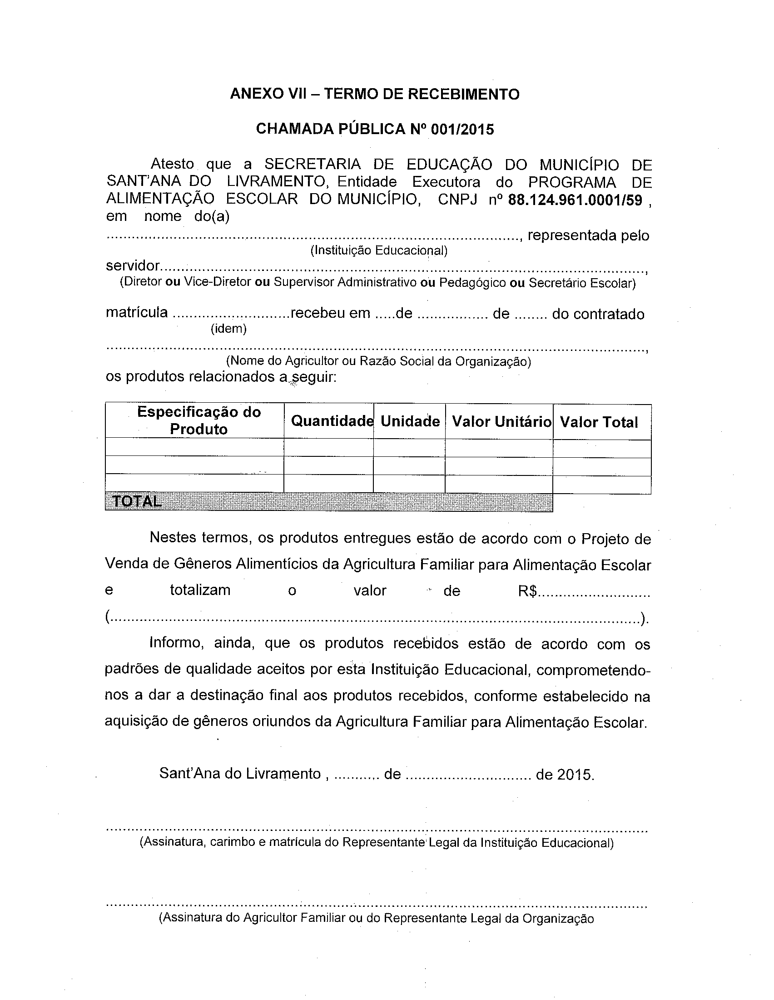 ANEXO VII – TERMO DE RECEBIMENTO
CHAMADA PÚBLICA Nº 001/2015
Atesto que a SECRETARIA DE EDUCAÇÃO DO MUNICÍPIO DE
SANT'ANA DO LIVRAMENTO, Entidade Executora do PROGRAMA DE
ALIMENTAÇÃO ESCOLAR DO MUNICÍPIO, CNPJ nº 88.124.961.0001/59 ,
em nome do(a)
..................................................................................................., representada pelo
(Instituição Educacional)
servidor....................................................................................................................,
(Diretor ou Vice-Diretor ou Supervisor Administrativo ou Pedagógico ou Secretário Escolar)
matrícula ............................recebeu em .....de ................. de ........ do contratado
(idem)
................................................................................................................................,
(Nome do Agricultor ou Razão Social da Organização)
os produtos relacionados a seguir:
Especificação do
Produto
Quantidade Unidade Valor Unitário Valor Total
TOTAL
Nestes termos, os produtos entregues estão de acordo com o Projeto de
Venda de Gêneros Alimentícios da Agricultura Familiar para Alimentação Escolar
e totalizam o valor de R$...........................
(..............................................................................................................................).
Informo, ainda, que os produtos recebidos estão de acordo com os
padrões de qualidade aceitos por esta Instituição Educacional, comprometendo-
nos a dar a destinação final aos produtos recebidos, conforme estabelecido na
aquisição de gêneros oriundos da Agricultura Familiar para Alimentação Escolar.
Sant'Ana do Livramento , ........... de .............................. de 2015.
.................................................................................................................................
(Assinatura, carimbo e matrícula do Representante Legal da Instituição Educacional)
.................................................................................................................................
(Assinatura do Agricultor Familiar ou do Representante Legal da Organização